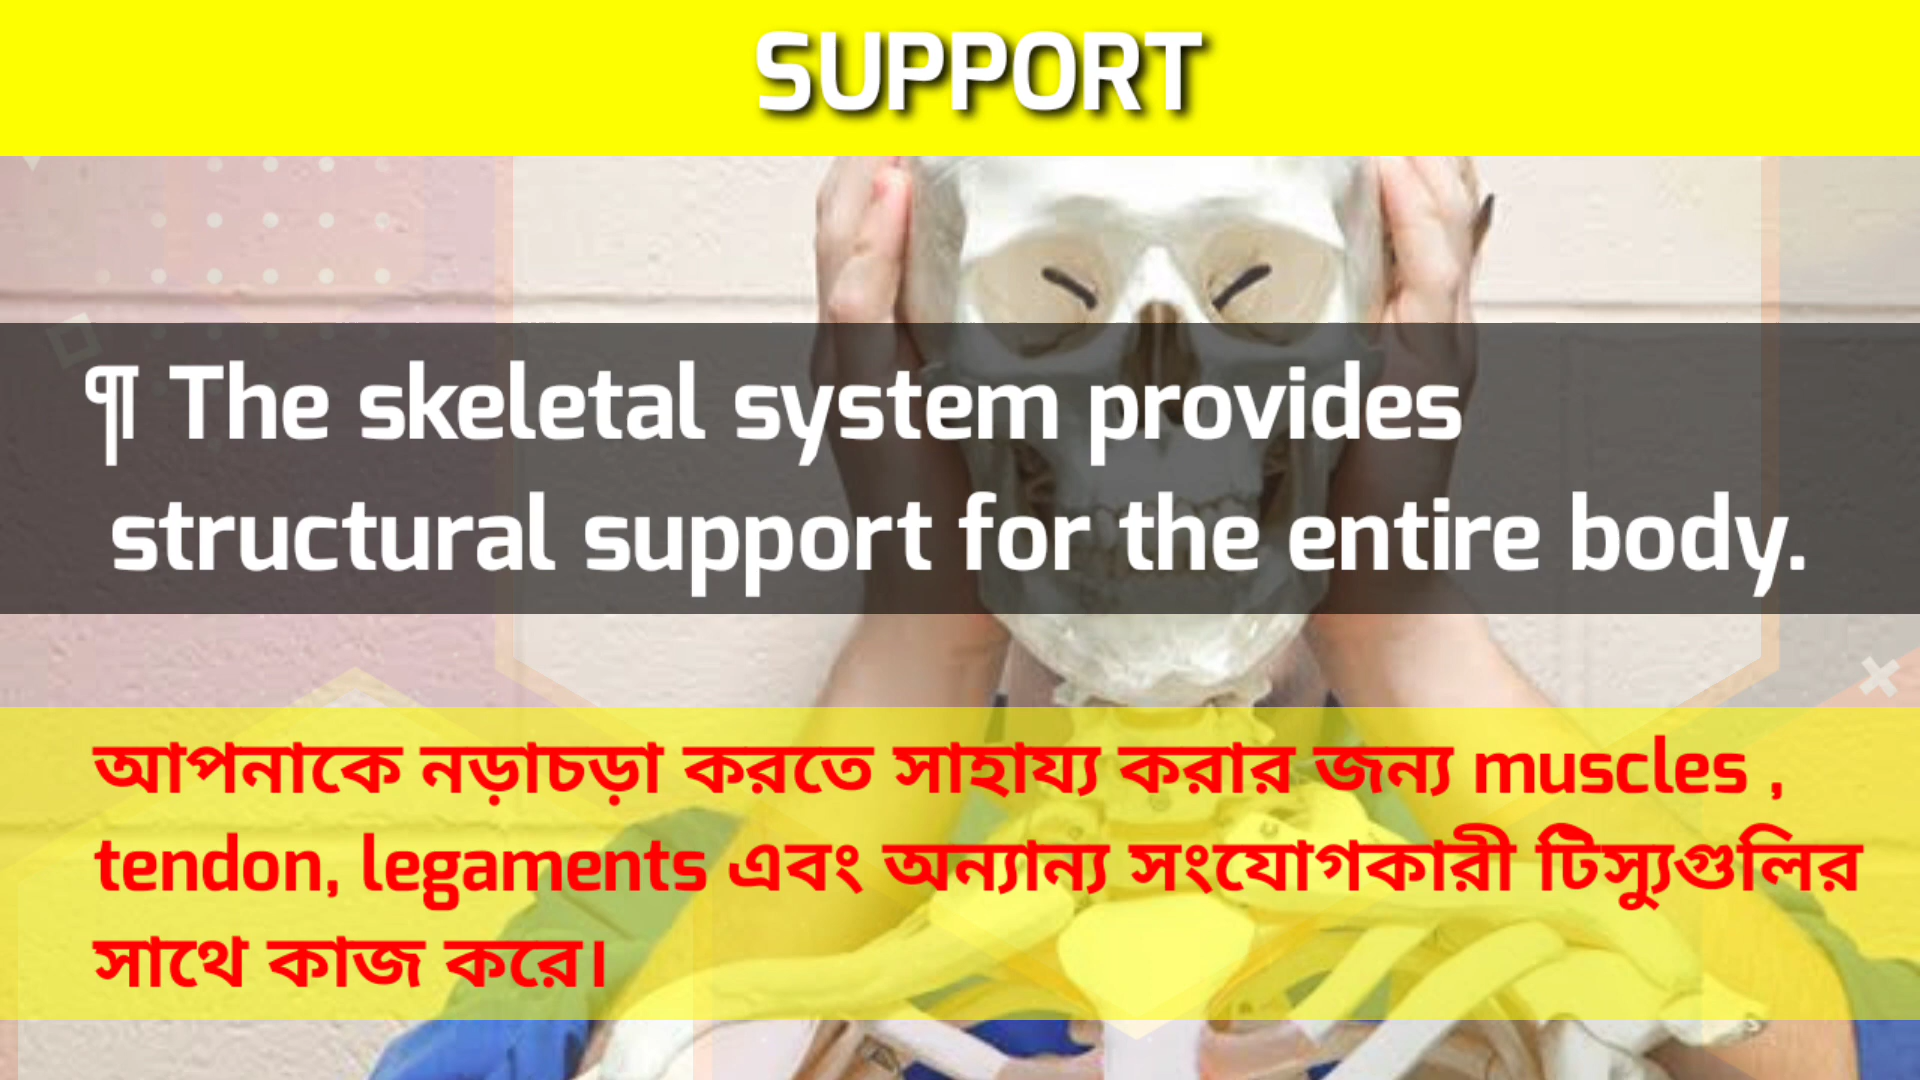 SUPPORT
¶ The skeletal system provides
structural support for the entire body.
আপনাকে নড়াচড়া করতে সাহায্য করার জন্য muscles ,
tendon, legaments এবং অন্যান্য সংযোগকারী টিস্যুগুলির
সাথে কাজ করে।